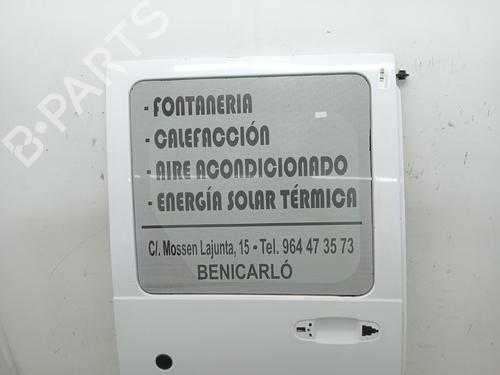 B-PARTS
- FONTANERIA
- CALEFACCIÓN
- AIRE ACONDICIONADO
- ENERGÍA SOLAR TÉRMICA
C/. Mossen Lajunta, 15 • Tel. 964 47 35 73
BENICARLÓ